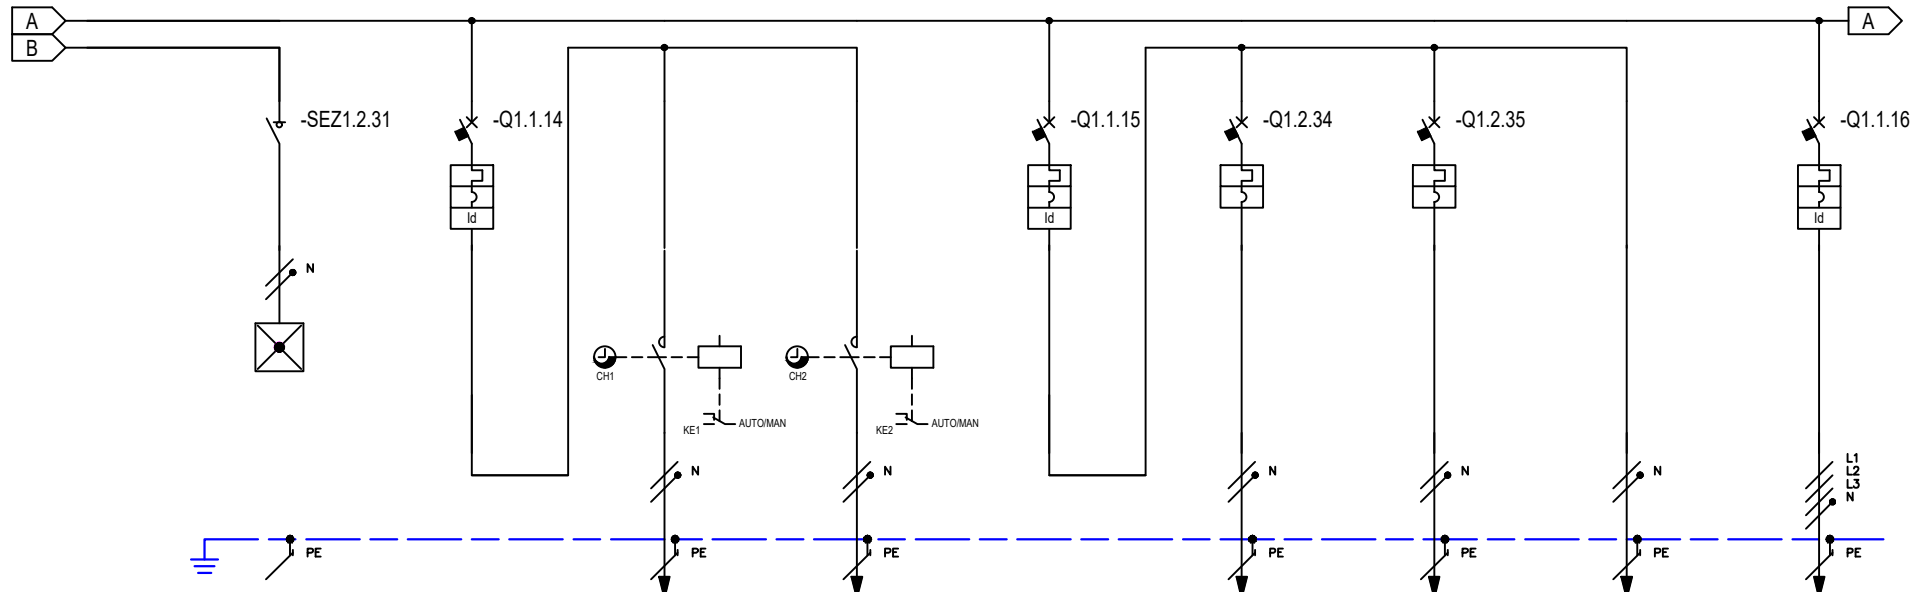 A
A
B
-SEZ1.2.31
-Q1.1.14
-Q1.1.15
-Q1.2.34
-Q1.2.35
-Q1.1.16
Id
Id
Id
N
CH1
CH2
KE1
AUTO/MAN
KE2
AUTO/MAN
N
N
N
N
N
L1
L2
L3
N
PE
PE
PE
PE
PE
PE
PE